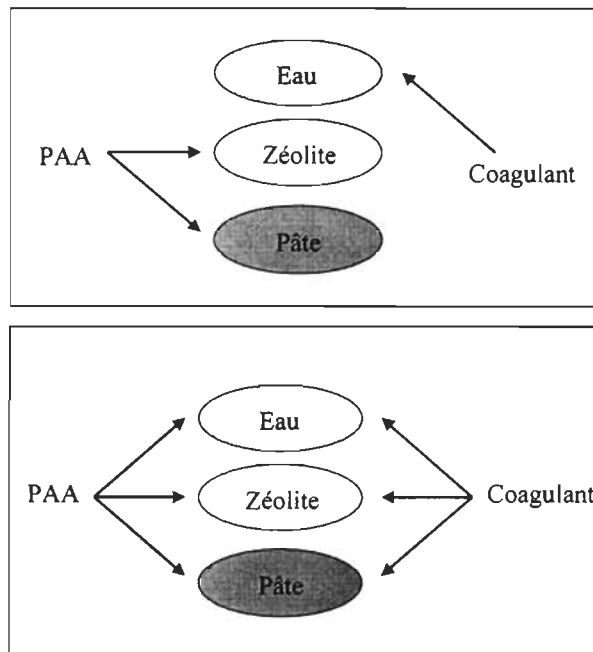 Eau
PAA
Zéolite
Coagulant
Pâte
Eau
PAA
Zéolite
Coagulant
Pâte